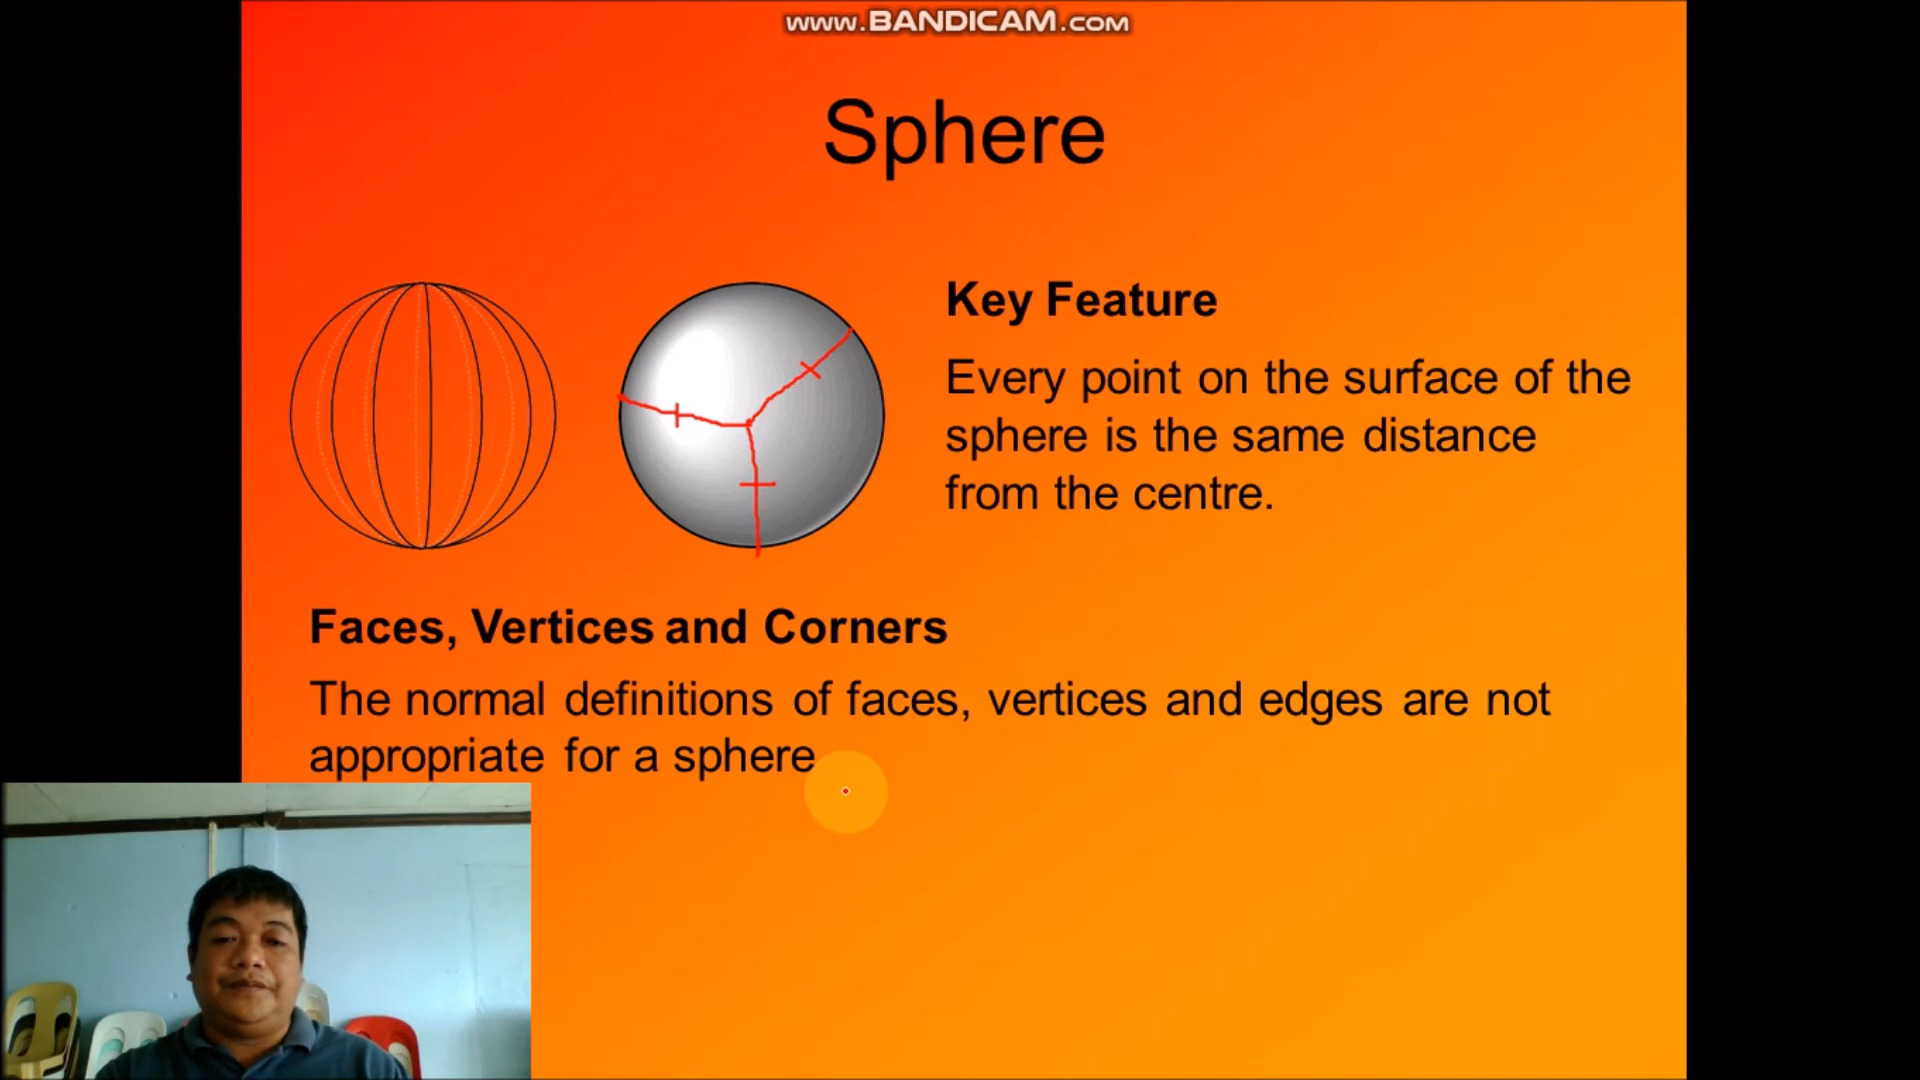 www.BANDICAM.com
Sphere
Key Feature
Every point on the surface of the
sphere is the same distance
from the centre.
Faces, Vertices and Corners
The normal definitions of faces, vertices and edges are not
appropriate for a sphere